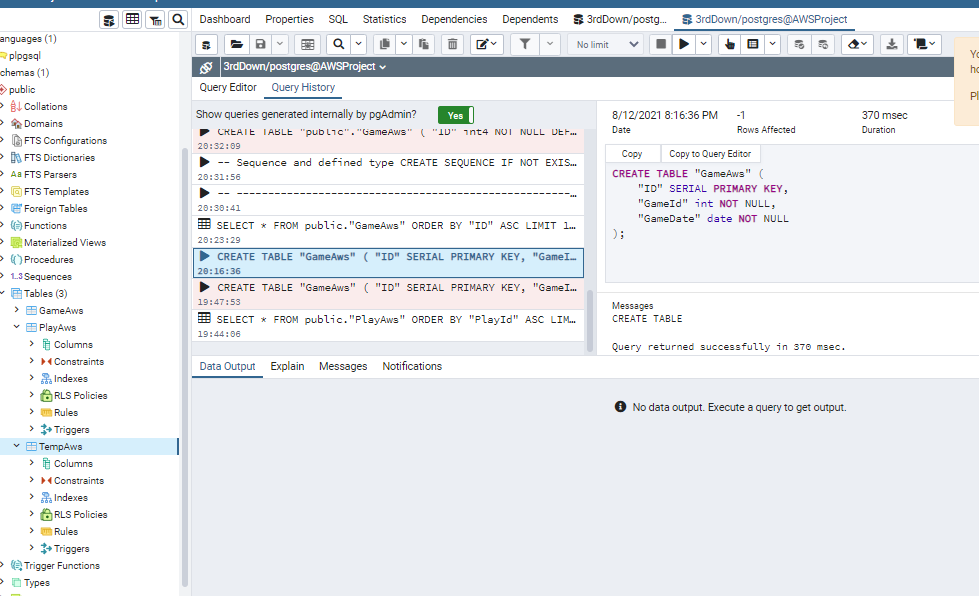 Dashboard Properties SQL Statistics Dependencies Dependents 3rdDown/postg... 3rdDown/postgres@AWSProject
No limit
3rdDown/postgres@AWSProject
Query Editor Query History
Show queries generated internally by pgAdmin? Yes
CREATE TABLE "public"."GameAws" ( "ID" int4 NOT NULL DEF…
20:32:09
-- Sequence and defined type CREATE SEQUENCE IF NOT EXIS…
20:31:56
-- ----------------------------------------------------…
20:30:41
SELECT * FROM public."GameAws" ORDER BY "ID" ASC LIMIT 1…
20:23:29
CREATE TABLE "GameAws" ( "ID" SERIAL PRIMARY KEY, "GameI…
20:16:36
CREATE TABLE "GameAws" ( "ID" SERIAL PRIMARY KEY, "GameI…
19:47:53
SELECT * FROM public."PlayAws" ORDER BY "PlayId" ASC LIM…
19:44:06
8/12/2021 8:16:36 PM -1 370 msec
Date Rows Affected Duration
Copy Copy to Query Editor
CREATE TABLE "GameAws" (
"ID" SERIAL PRIMARY KEY,
"GameId" int NOT NULL,
"GameDate" date NOT NULL
);
Messages
CREATE TABLE
Query returned successfully in 370 msec.
Data Output Explain Messages Notifications
No data output. Execute a query to get output.
anguages (1)
plpgsql
chemas (1)
public
Collations
Domains
FTS Configurations
FTS Dictionaries
FTS Parsers
FTS Templates
Foreign Tables
Functions
Materialized Views
Procedures
1..3 Sequences
Tables (3)
GameAws
PlayAws
Columns
Constraints
Indexes
RLS Policies
Rules
Triggers
TempAws
Columns
Constraints
Indexes
RLS Policies
Rules
Triggers
Trigger Functions
Types